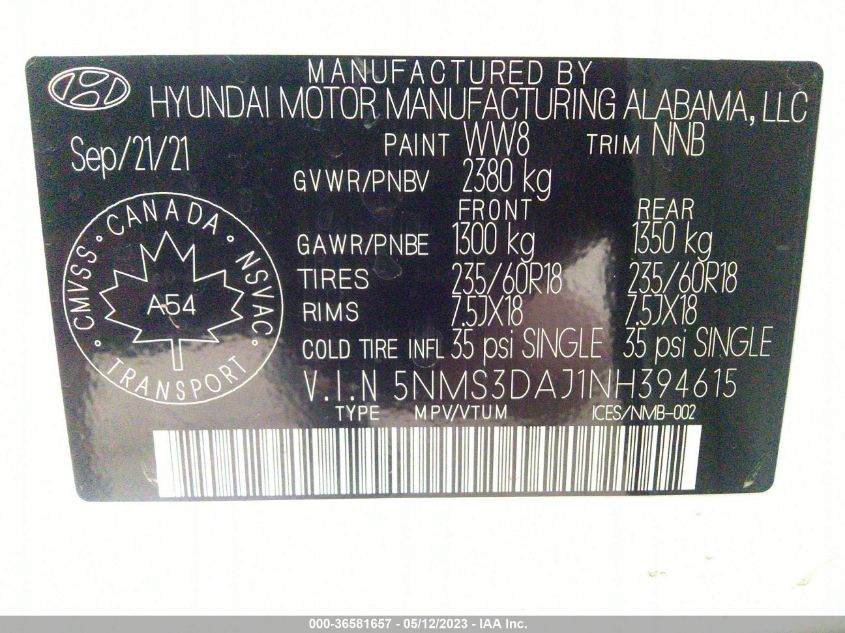 MANUFACTURED BY
HYUNDAI MOTOR MANUFACTURING ALABAMA, LLC
Sep/21/21
PAINT WW8 TRIM NNB
GVWR/PNBV 2380 kg
FRONT REAR
GAWR/PNBE 1300 kg 1350 kg
TIRES 235/60R18 235/60R18
RIMS 7.5JX18 7.5JX18
COLD TIRE INFL 35 psi SINGLE 35 psi SINGLE
V.I.N 5NMS3DAJ1NH394615
TYPE MPV/VTUM ICES/NMB-002
CMVSS · CANADA · NSVAC · TRANSPORT ·
A54
000-36581657 - 05/12/2023 - IAA Inc.